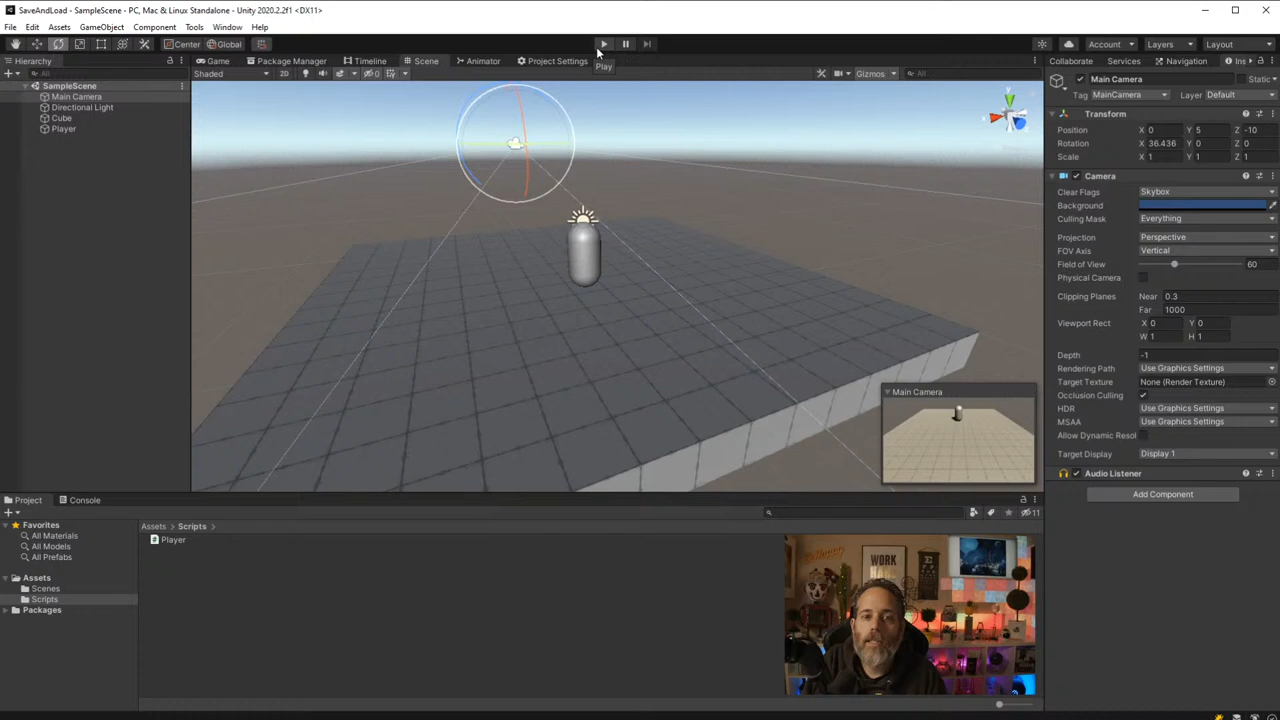 SaveAndLoad - SampleScene - PC, Mac & Linux Standalone - Unity 2020.2.2f1 <DX11>
File Edit Assets GameObject Component Tools Window Help
Center Global Account Layers Layout
Hierarchy Game Package Manager Timeline Scene Animator Project Settings Collaborate Services Navigation Ins
All Shaded 2D 0 Gizmos All
Play
SampleScene
Main Camera
Directional Light
Cube
Player
y
x
Main Camera Static
Tag MainCamera Layer Default
Transform
Position X 0 Y 5 Z -10
Rotation X 36.436 Y 0 Z 0
Scale X 1 Y 1 Z 1
Camera
Clear Flags Skybox
Background
Culling Mask Everything
Projection Perspective
FOV Axis Vertical
Field of View 60
Physical Camera
Clipping Planes Near 0.3
Far 1000
Viewport Rect X 0 Y 0
W 1 H 1
Depth -1
Rendering Path Use Graphics Settings
Target Texture None (Render Texture)
Occlusion Culling
HDR Use Graphics Settings
MSAA Use Graphics Settings
Allow Dynamic Resol
Target Display Display 1
Audio Listener
Add Component
Main Camera
Project Console
11
Favorites
All Materials
All Models
All Prefabs
Assets
Scenes
Scripts
Packages
Assets > Scripts >
Player
WORK